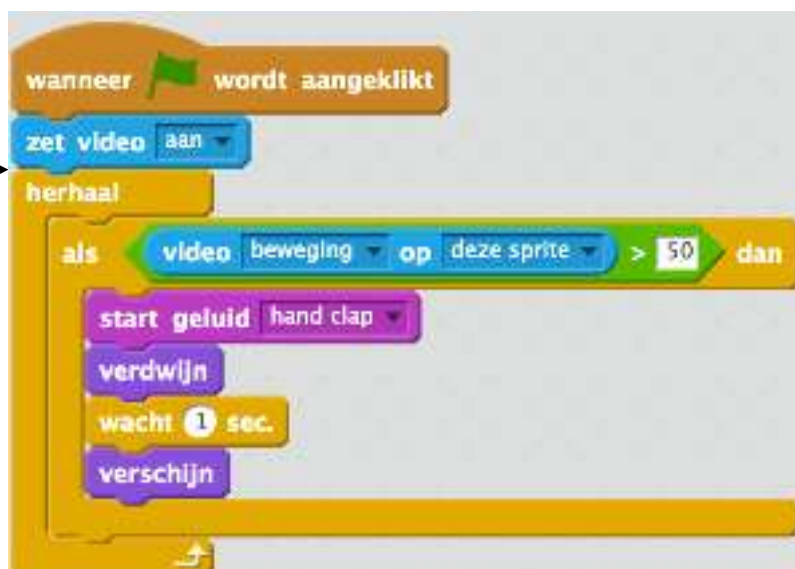 wanneer wordt aangeklikt
zet video aan
herhaal
als video beweging op deze sprite > 50 dan
start geluid hand clap
verdwijn
wacht 1 sec.
verschijn